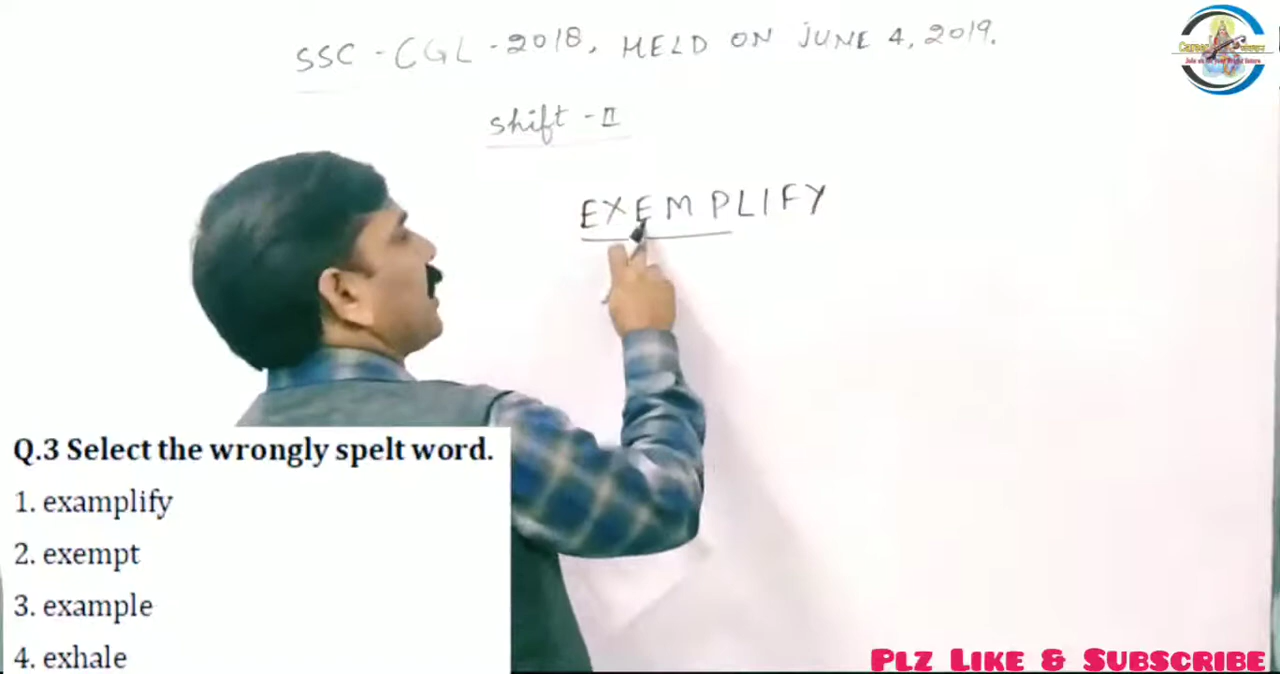 SSC - CGL - 2018, HELD ON JUNE 4, 2019.
Shift - II
EXEMPLIFY
Q.3 Select the wrongly spelt word.
1. examplify
2. exempt
3. example
4. exhale
PLZ LIKE & SUBSCRIBE